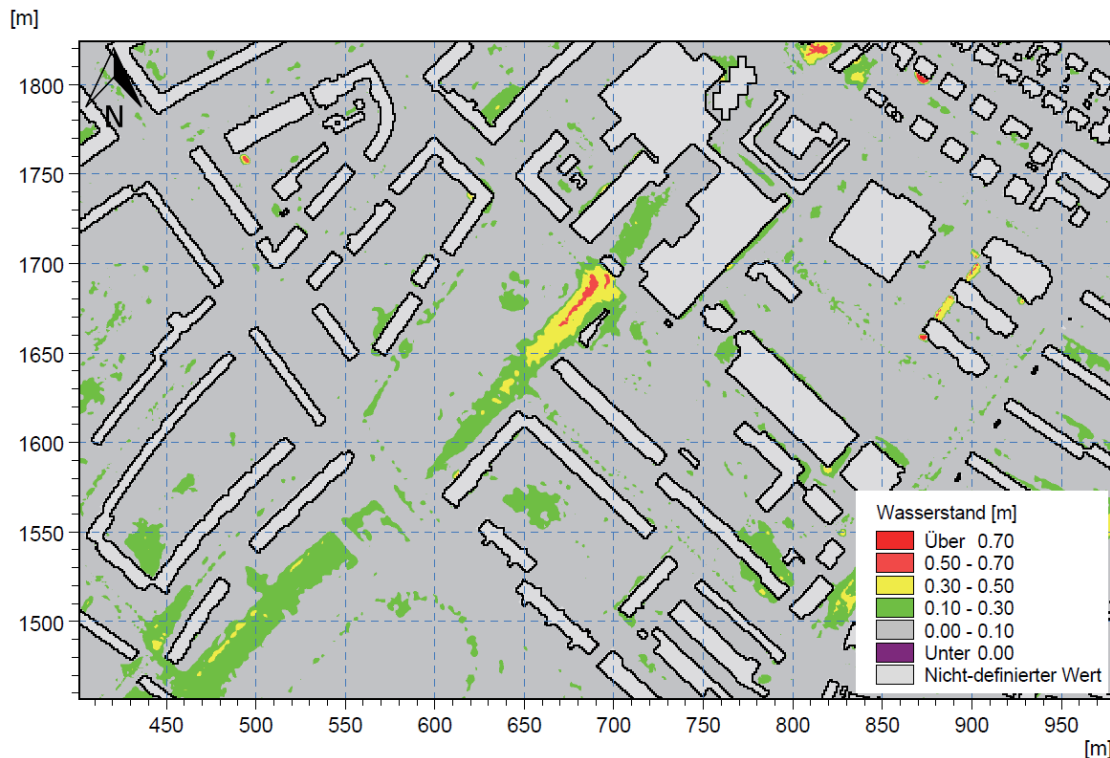 [m]
1800
N
1750
1700
1650
1600
1550
1500
Wasserstand [m]
Über 0.70
0.50 - 0.70
0.30 - 0.50
0.10 - 0.30
0.00 - 0.10
Unter 0.00
Nicht-definierter Wert
450 500 550 600 650 700 750 800 850 900 950
[m]